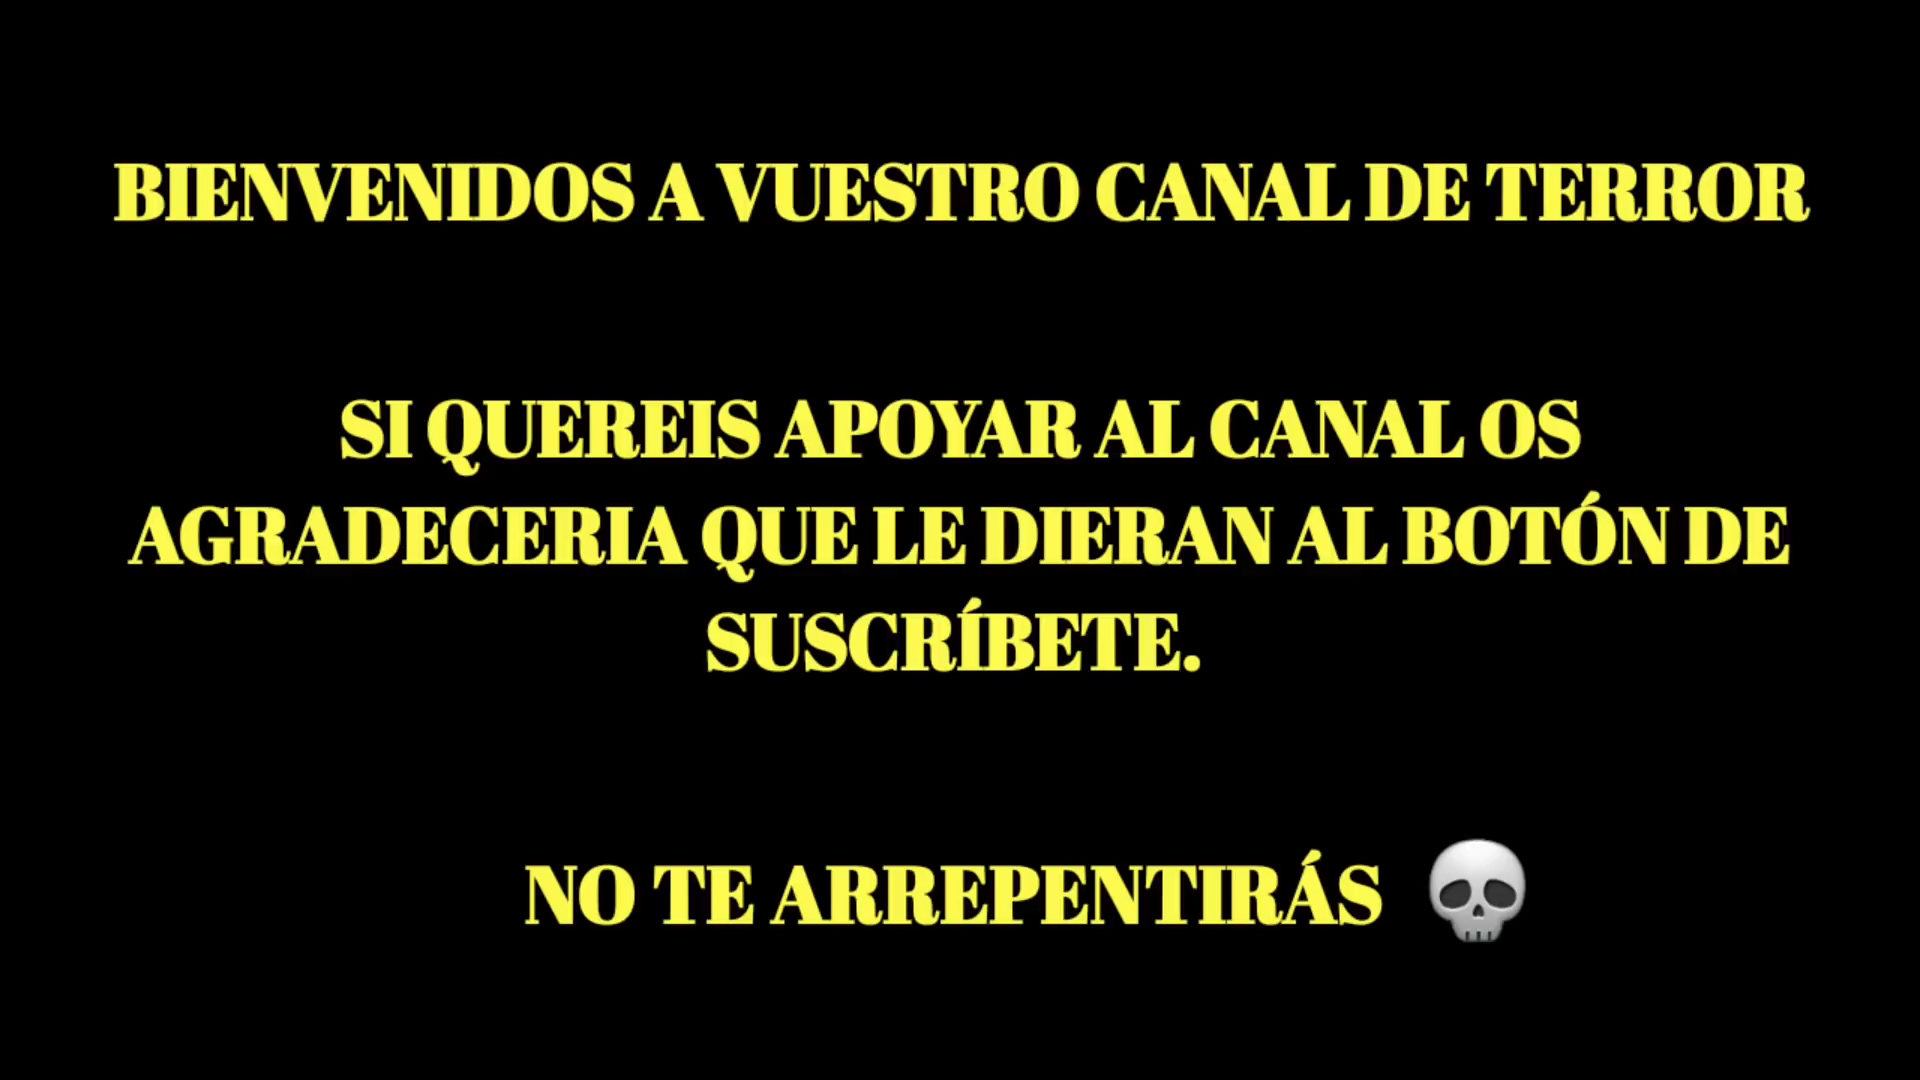 BIENVENIDOS A VUESTRO CANAL DE TERROR
SI QUEREIS APOYAR AL CANAL OS
AGRADECERIA QUE LE DIERAN AL BOTÓN DE
SUSCRÍBETE.
NO TE ARREPENTIRÁS 💀